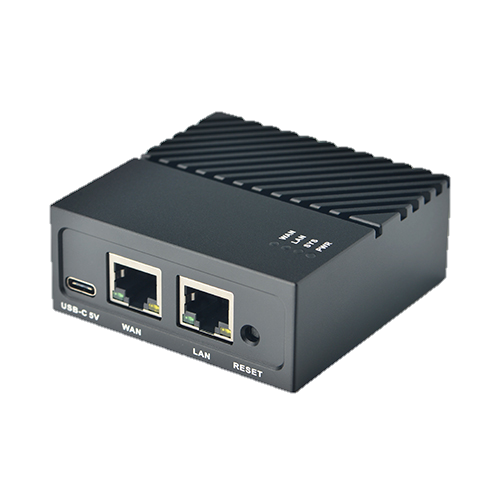 WAN
LAN
SYS
PWR
USB-C 5V
WAN
LAN
RESET